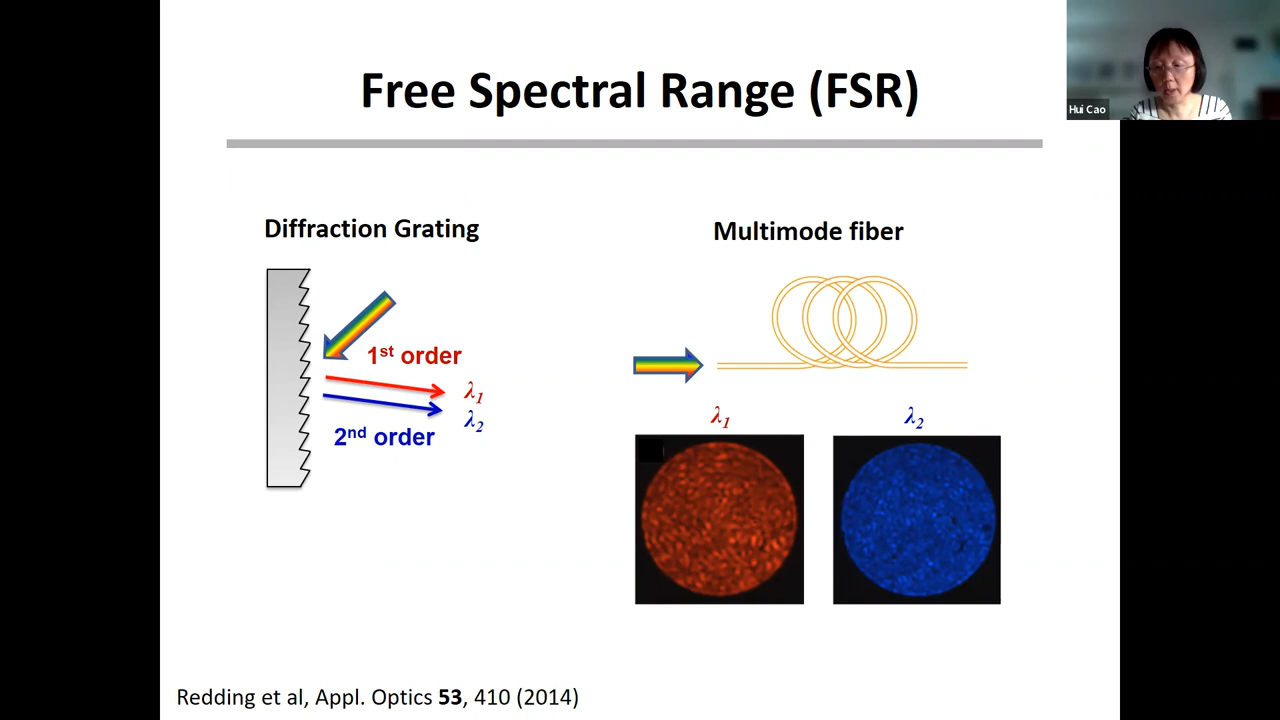 Free Spectral Range (FSR)
Hui Cao
Diffraction Grating
1st order
λ1
λ2
2nd order
Multimode fiber
λ1
λ2
Redding et al, Appl. Optics 53, 410 (2014)